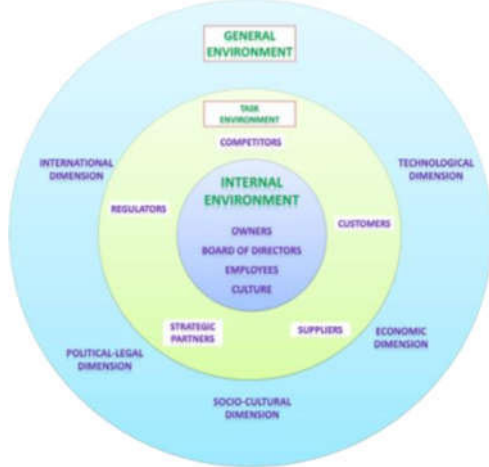 GENERAL
ENVIRONMENT
TASK
ENVIRONMENT
COMPETITORS
INTERNATIONAL
DIMENSION
TECHNOLOGICAL
DIMENSION
INTERNAL
ENVIRONMENT
REGULATORS
CUSTOMERS
OWNERS
BOARD OF DIRECTORS
EMPLOYEES
CULTURE
STRATEGIC
PARTNERS
SUPPLIERS
ECONOMIC
DIMENSION
POLITICAL-LEGAL
DIMENSION
SOCIO-CULTURAL
DIMENSION